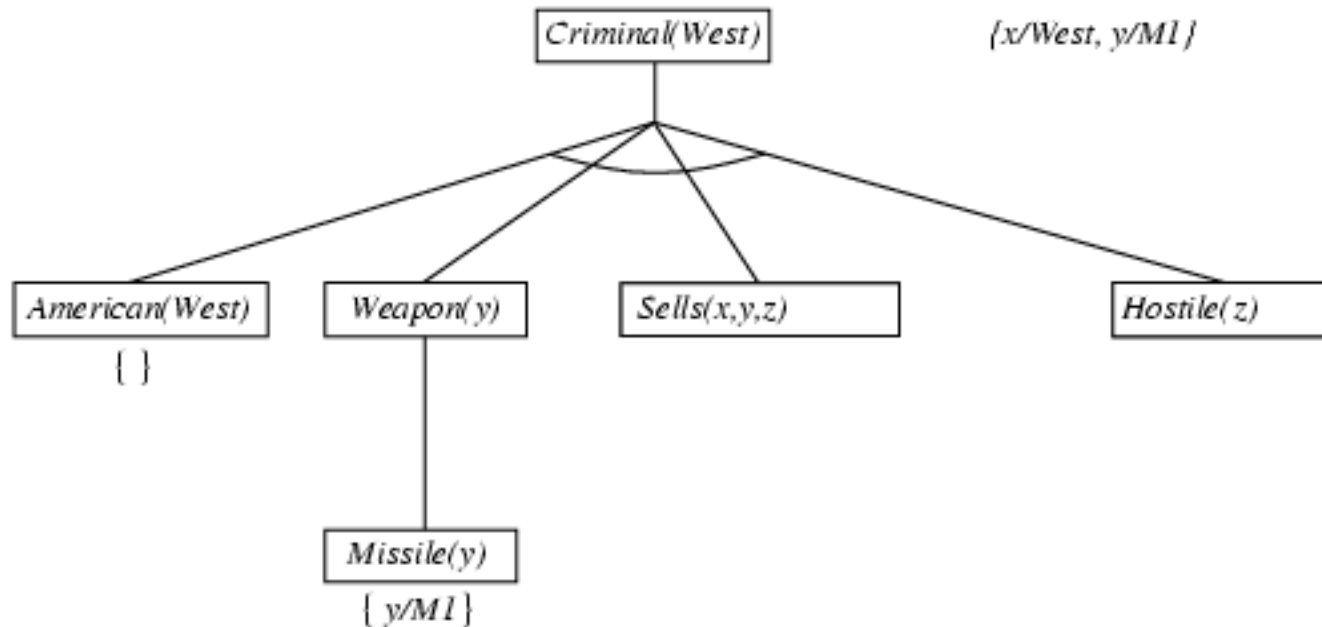 Criminal(West)
{x/West, y/M1}
American(West)
Weapon(y)
Sells(x,y,z)
Hostile(z)
{ }
Missile(y)
{ y/M1 }